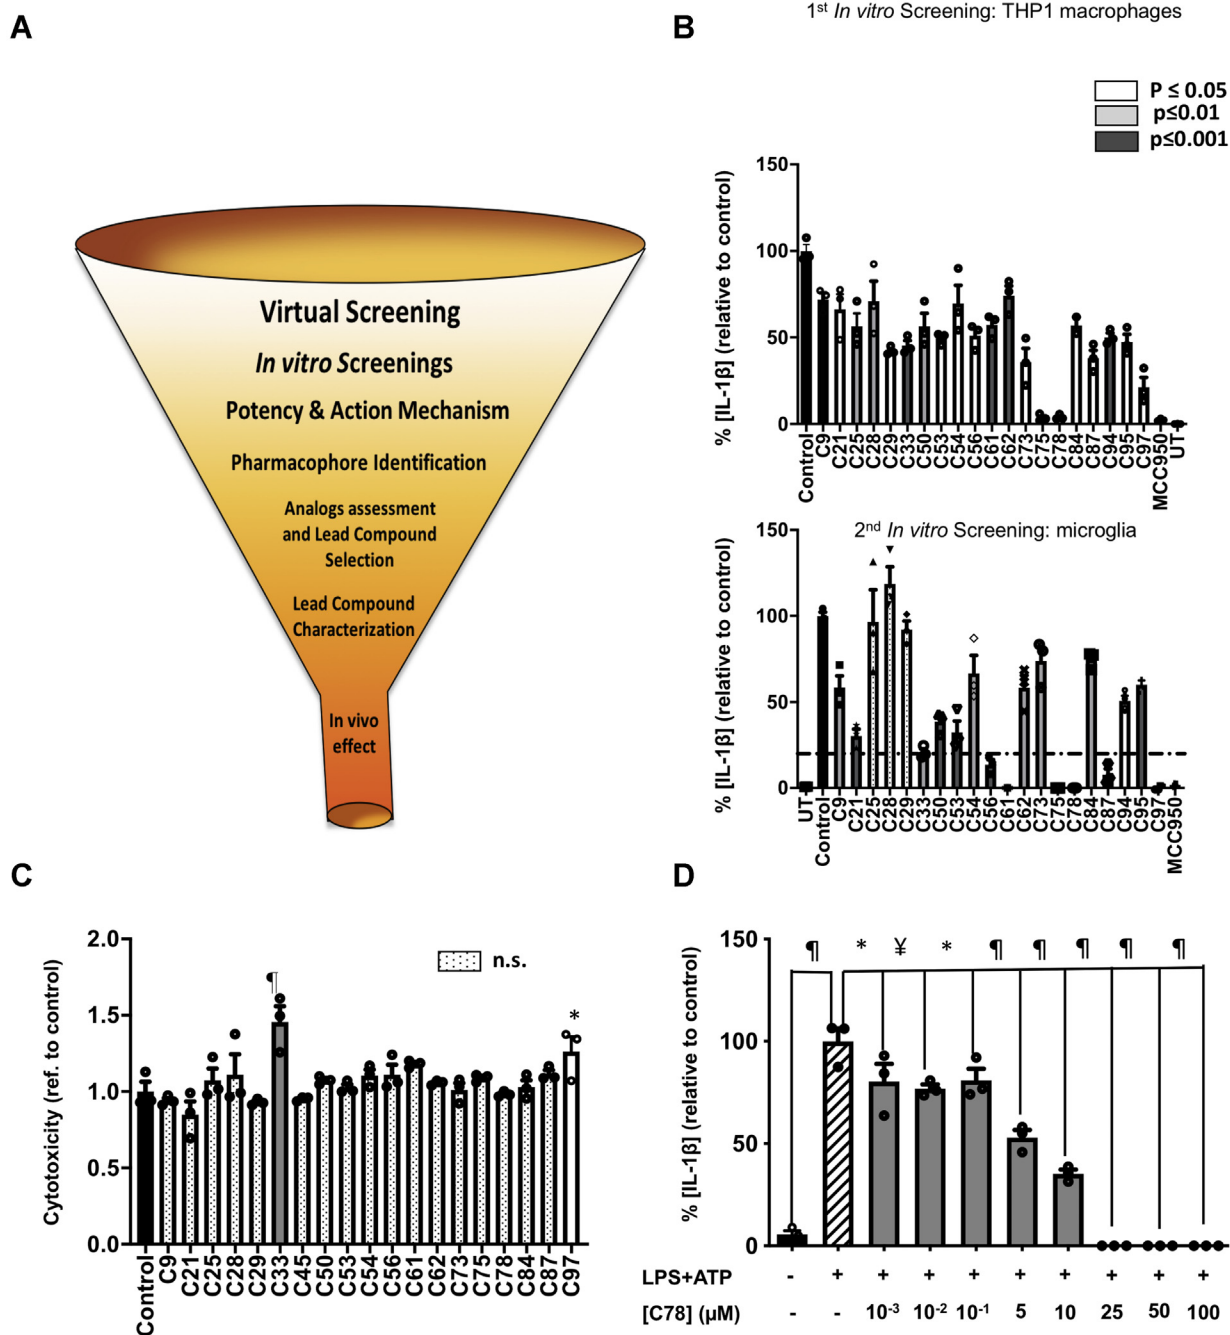 A
Virtual Screening
In vitro Screenings
Potency & Action Mechanism
Pharmacophore Identification
Analogs assessment
and Lead Compound
Selection
Lead Compound
Characterization
In vivo
effect
B
1st In vitro Screening: THP1 macrophages
P ≤ 0.05
p≤0.01
p≤0.001
% [IL-1β] (relative to control)
150
100
50
0
Control C9 C21 C25 C28 C29 C33 C50 C53 C54 C56 C61 C62 C73 C75 C78 C84 C87 C94 C95 C97 MCC950 UT
2nd In vitro Screening: microglia
% [IL-1β] (relative to control)
150
100
50
0
UT Control C9 C21 C25 C28 C29 C33 C50 C53 C54 C56 C61 C62 C73 C75 C78 C84 C87 C94 C95 C97 MCC950
C
Cytotoxicity (ref. to control)
2.0
1.5
1.0
0.5
0.0
n.s.
¶ *
Control C9 C21 C25 C28 C29 C33 C45 C50 C53 C54 C56 C61 C62 C73 C75 C78 C84 C87 C97
D
% [IL-1β] (relative to control)
150
100
50
0
¶ * ¥ * ¶ ¶ ¶ ¶ ¶
LPS+ATP - + + + + + + + + +
[C78] (μM) - - 10-3 10-2 10-1 5 10 25 50 100